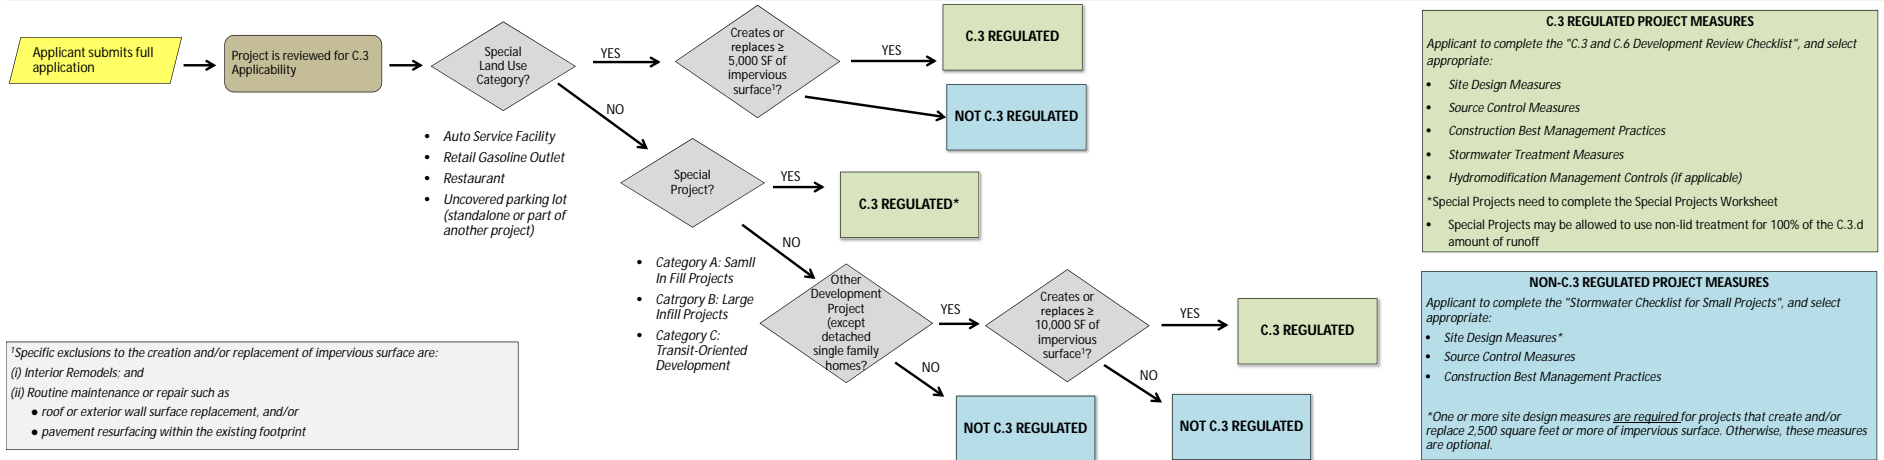 Applicant submits full
application
Project is reviewed for C.3
Applicability
Special
Land Use
Category?
YES
Creates or
replaces ≥
5,000 SF of
impervious
surface¹?
YES
C.3 REGULATED
NOT C.3 REGULATED
NO
• Auto Service Facility
• Retail Gasoline Outlet
• Restaurant
• Uncovered parking lot
(standalone or part of
another project)
Special
Project?
YES
C.3 REGULATED*
NO
• Category A: Samll
In Fill Projects
• Catrgory B: Large
Infill Projects
• Category C:
Transit-Oriented
Development
Other
Development
Project
(except
detached
single family
homes?
YES
Creates or
replaces ≥
10,000 SF of
impervious
surface¹?
YES
C.3 REGULATED
NO
NOT C.3 REGULATED
NO
NOT C.3 REGULATED
¹Specific exclusions to the creation and/or replacement of impervious surface are:
(i) Interior Remodels; and
(ii) Routine maintenance or repair such as
● roof or exterior wall surface replacement, and/or
● pavement resurfacing within the existing footprint
C.3 REGULATED PROJECT MEASURES
Applicant to complete the "C.3 and C.6 Development Review Checklist", and select
appropriate:
• Site Design Measures
• Source Control Measures
• Construction Best Management Practices
• Stormwater Treatment Measures
• Hydromodification Management Controls (if applicable)
*Special Projects need to complete the Special Projects Worksheet
• Special Projects may be allowed to use non-lid treatment for 100% of the C.3.d
amount of runoff
NON-C.3 REGULATED PROJECT MEASURES
Applicant to complete the "Stormwater Checklist for Small Projects", and select
appropriate:
• Site Design Measures*
• Source Control Measures
• Construction Best Management Practices
*One or more site design measures are required for projects that create and/or
replace 2,500 square feet or more of impervious surface. Otherwise, these measures
are optional.